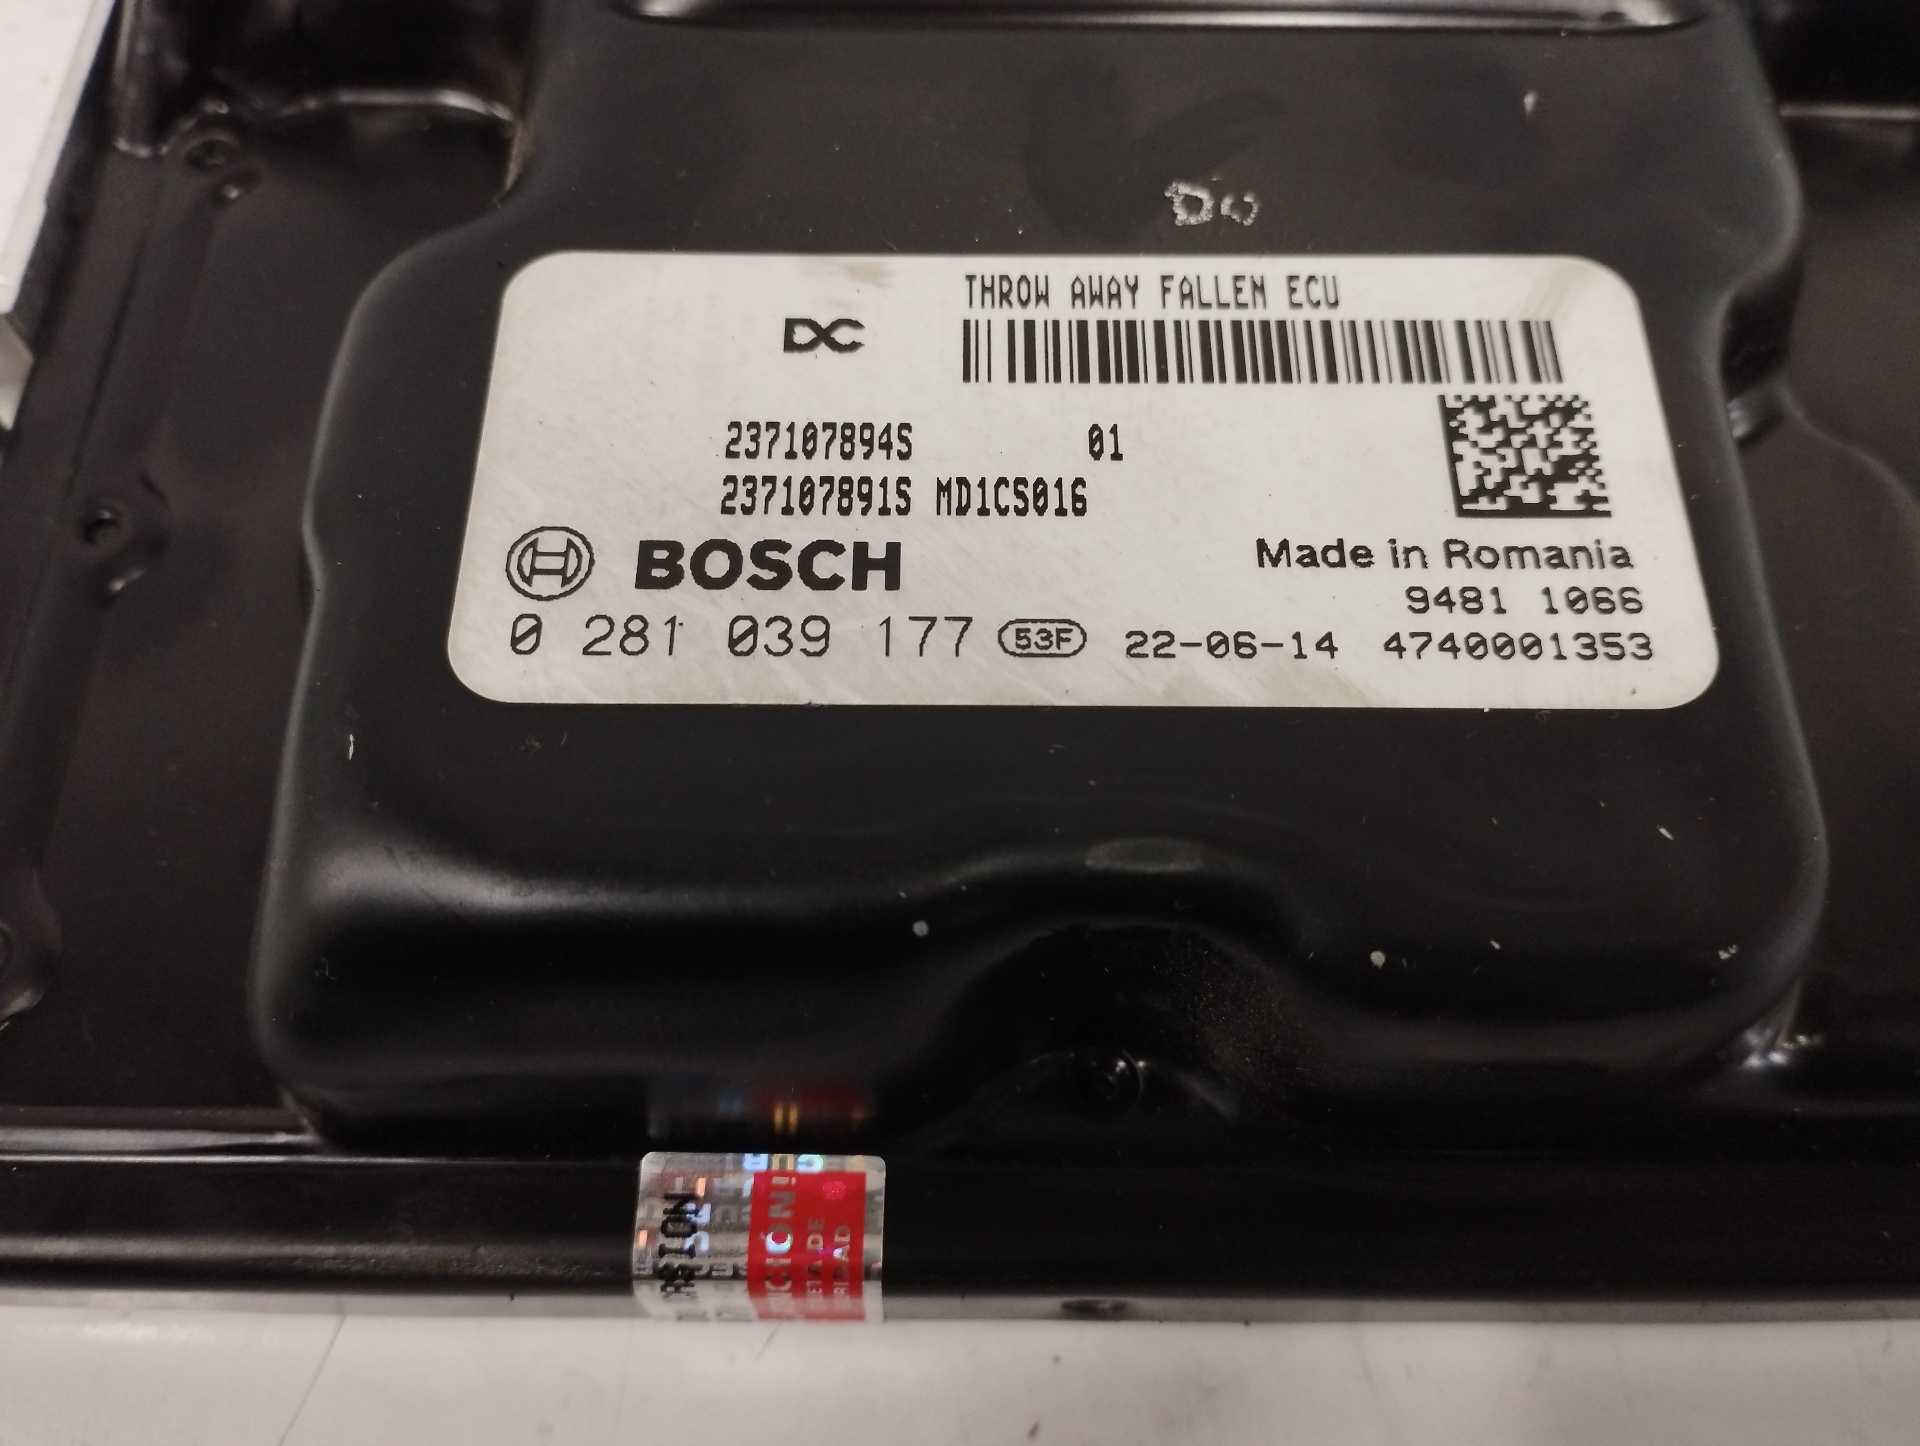 THROW AWAY FALLEN ECU
DC
237107894S 01
237107891S MD1CS016
BOSCH
Made in Romania
9481 1066
0 281 039 177 53F 22-06-14 4740001353